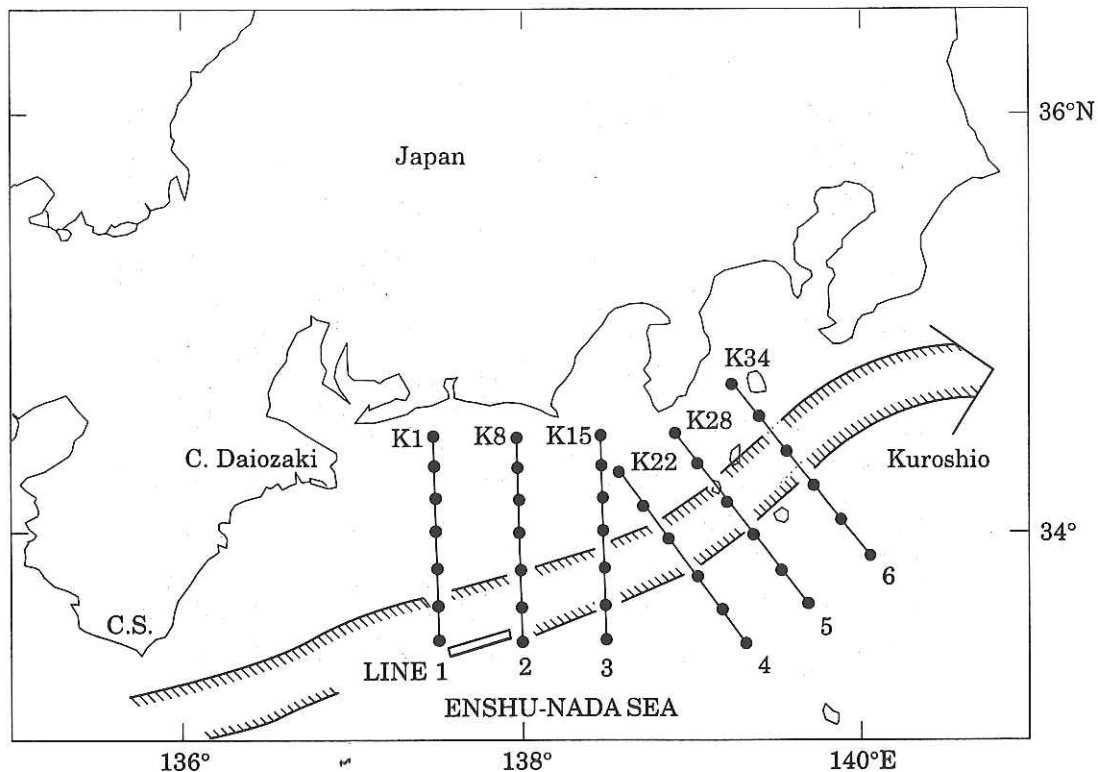 36°N
Japan
K34
K1
K8
K15
K28
C. Daiozaki
K22
Kuroshio
34°
6
C.S.
5
LINE 1
2
3
4
ENSHU-NADA SEA
136°
138°
140°E